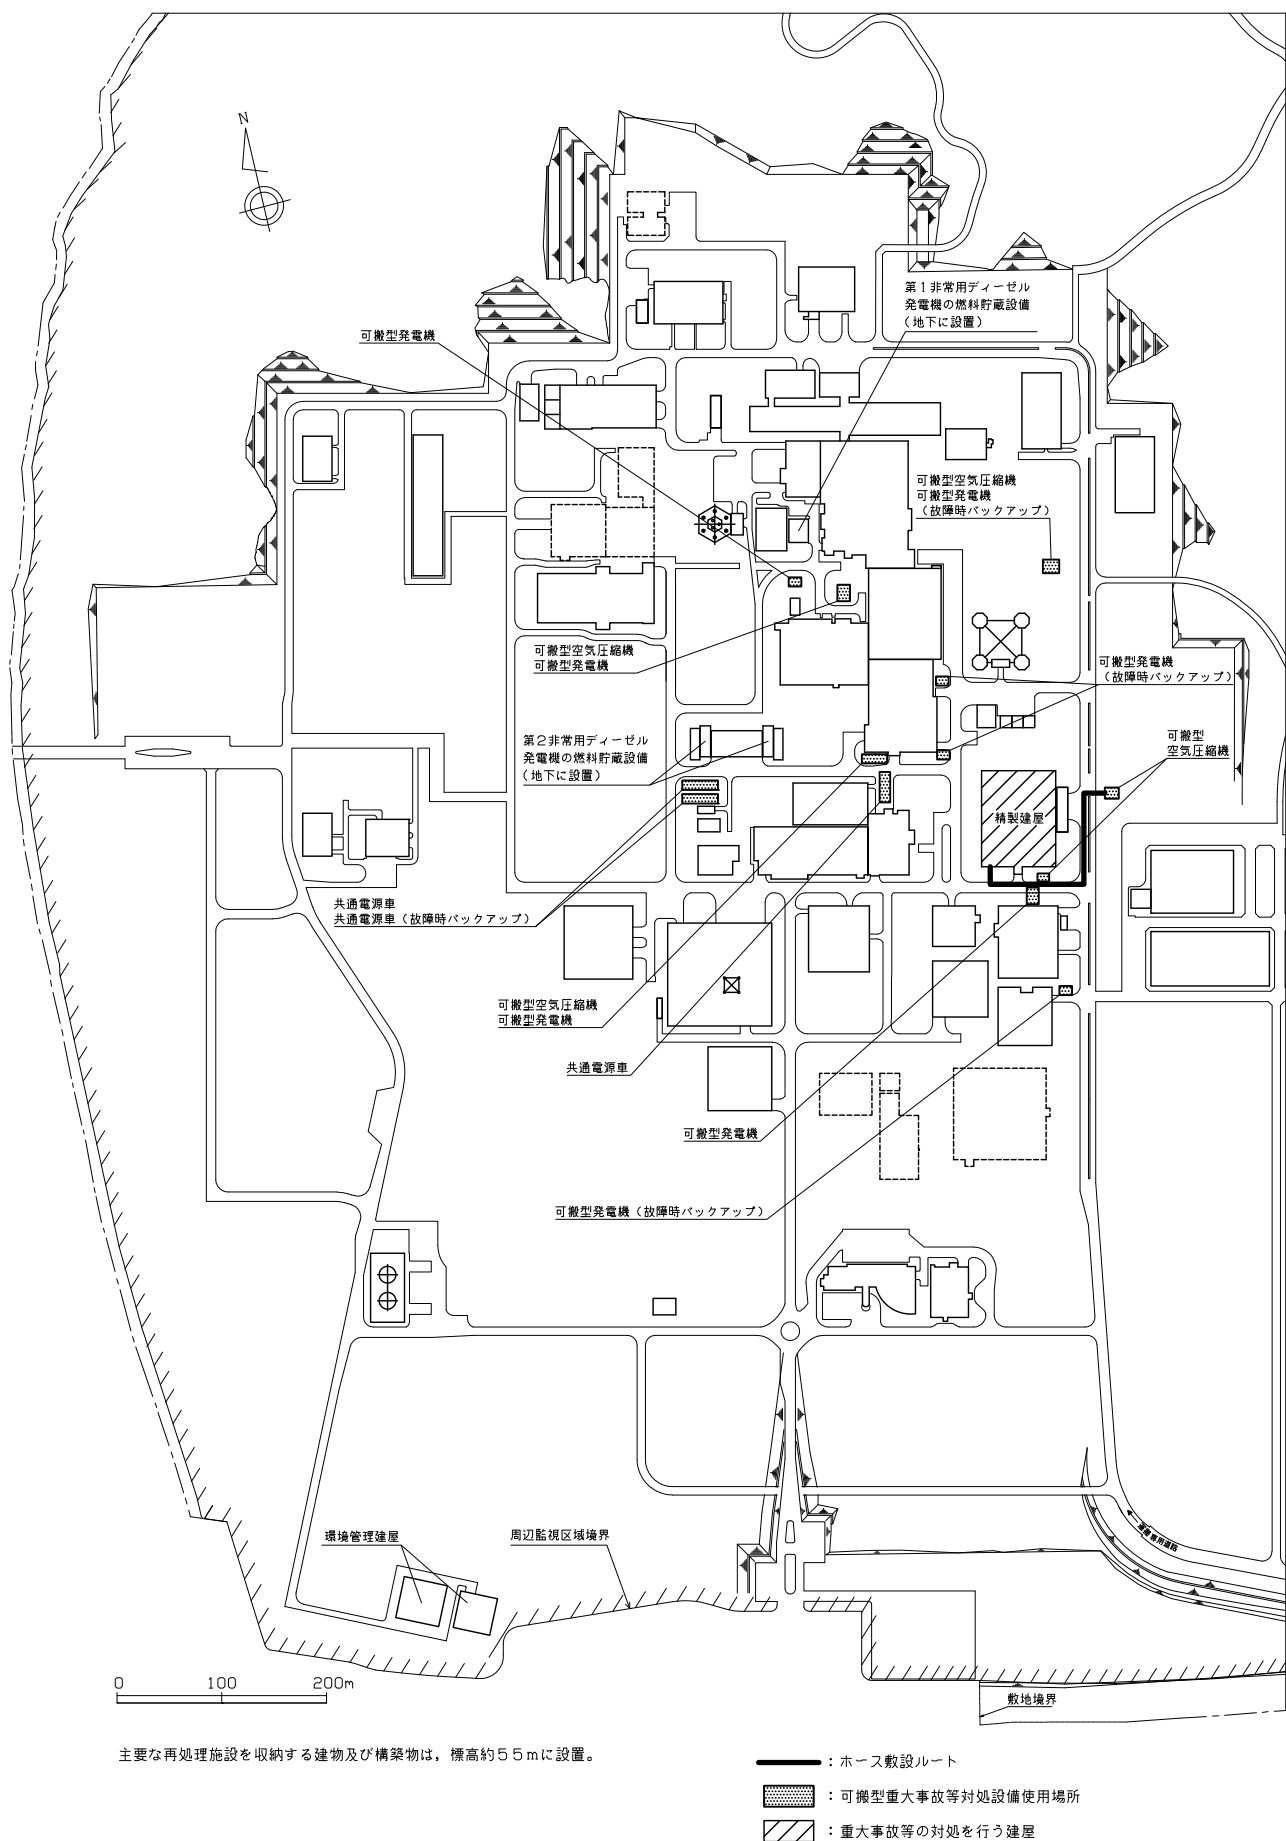 N
第１非常用ディーゼル
発電機の燃料貯蔵設備
（地下に設置）
可搬型発電機
可搬型空気圧縮機
可搬型発電機
（故障時バックアップ）
可搬型空気圧縮機
可搬型発電機
可搬型発電機
（故障時バックアップ）
第２非常用ディーゼル
発電機の燃料貯蔵設備
（地下に設置）
可搬型
空気圧縮機
精製建屋
共通電源車
共通電源車（故障時バックアップ）
可搬型空気圧縮機
可搬型発電機
共通電源車
可搬型発電機
可搬型発電機（故障時バックアップ）
環境管理建屋
周辺監視区域境界
0 100 200m
敷地境界
主要な再処理施設を収納する建物及び構築物は，標高約５５ｍに設置。
：ホース敷設ルート
：可搬型重大事故等対処設備使用場所
：重大事故等の対処を行う建屋